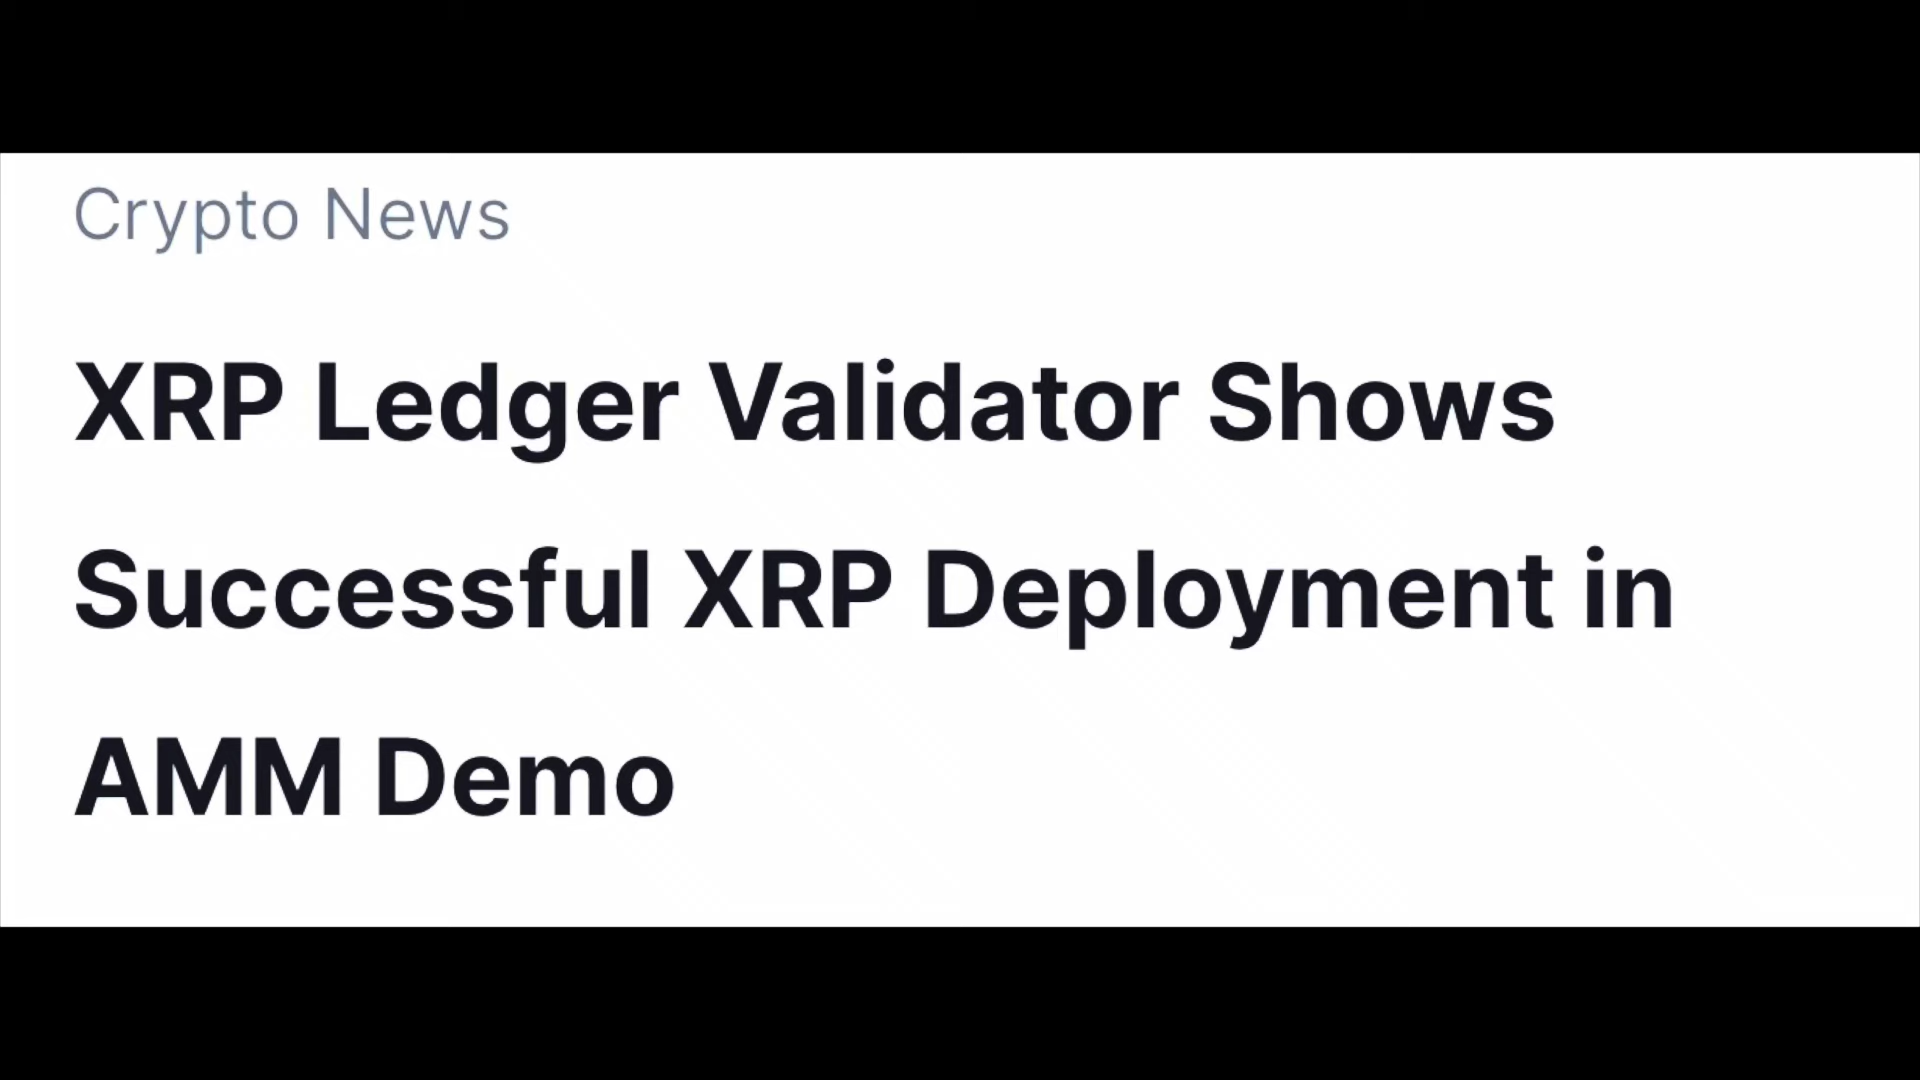 Crypto News
XRP Ledger Validator Shows
Successful XRP Deployment in
AMM Demo